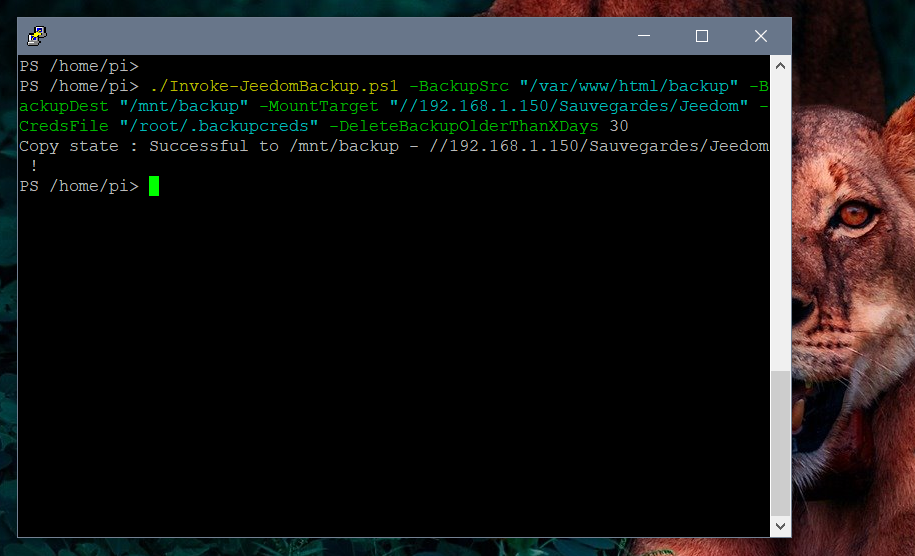 PS /home/pi>
PS /home/pi> ./Invoke-JeedomBackup.ps1 -BackupSrc "/var/www/html/backup" -B
ackupDest "/mnt/backup" -MountTarget "//192.168.1.150/Sauvegardes/Jeedom" -
CredsFile "/root/.backupcreds" -DeleteBackupOlderThanXDays 30
Copy state : Successful to /mnt/backup - //192.168.1.150/Sauvegardes/Jeedom
 !
PS /home/pi>